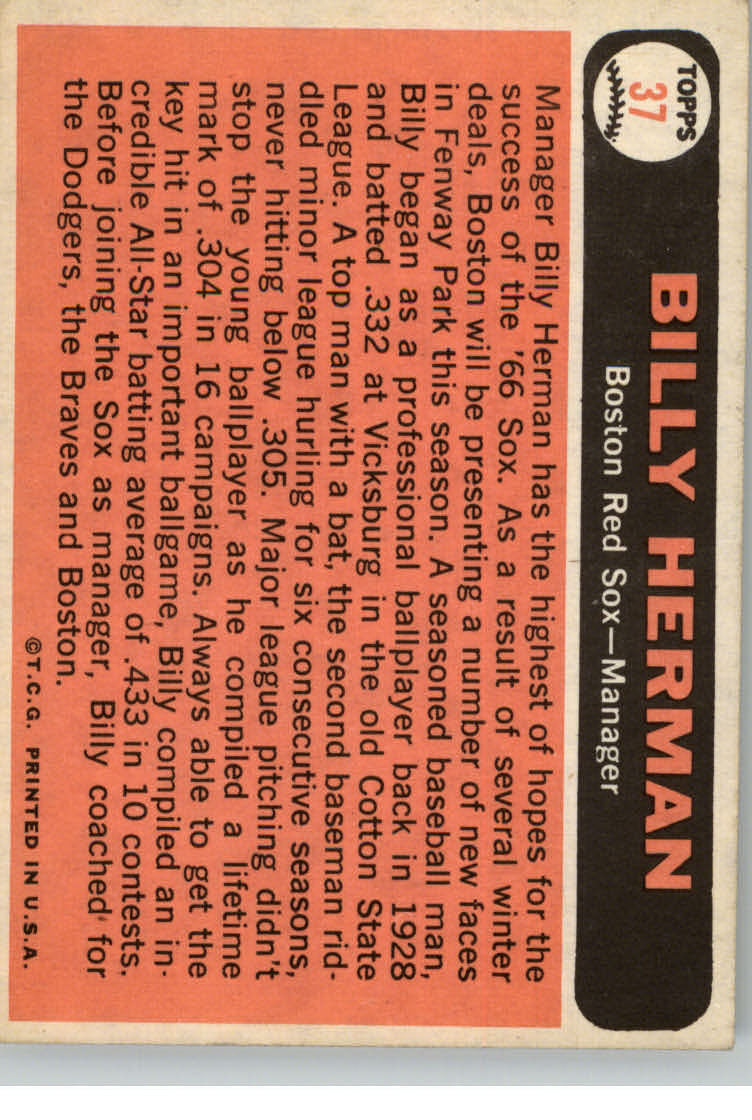 TOPPS
37
BILLY HERMAN
Boston Red Sox—Manager
Manager Billy Herman has the highest of hopes for the
success of the '66 Sox. As a result of several winter
deals, Boston will be presenting a number of new faces
in Fenway Park this season. A seasoned baseball man,
Billy began as a professional ballplayer back in 1928
and batted .332 at Vicksburg in the old Cotton State
League. A top man with a bat, the second baseman rid-
dled minor league hurling for six consecutive seasons,
never hitting below .305. Major league pitching didn't
stop the young ballplayer as he compiled a lifetime
mark of .304 in 16 campaigns. Always able to get the
key hit in an important ballgame, Billy compiled an in-
credible All-Star batting average of .433 in 10 contests.
Before joining the Sox as manager, Billy coached for
the Dodgers, the Braves and Boston.
©T.C.G. PRINTED IN U.S.A.